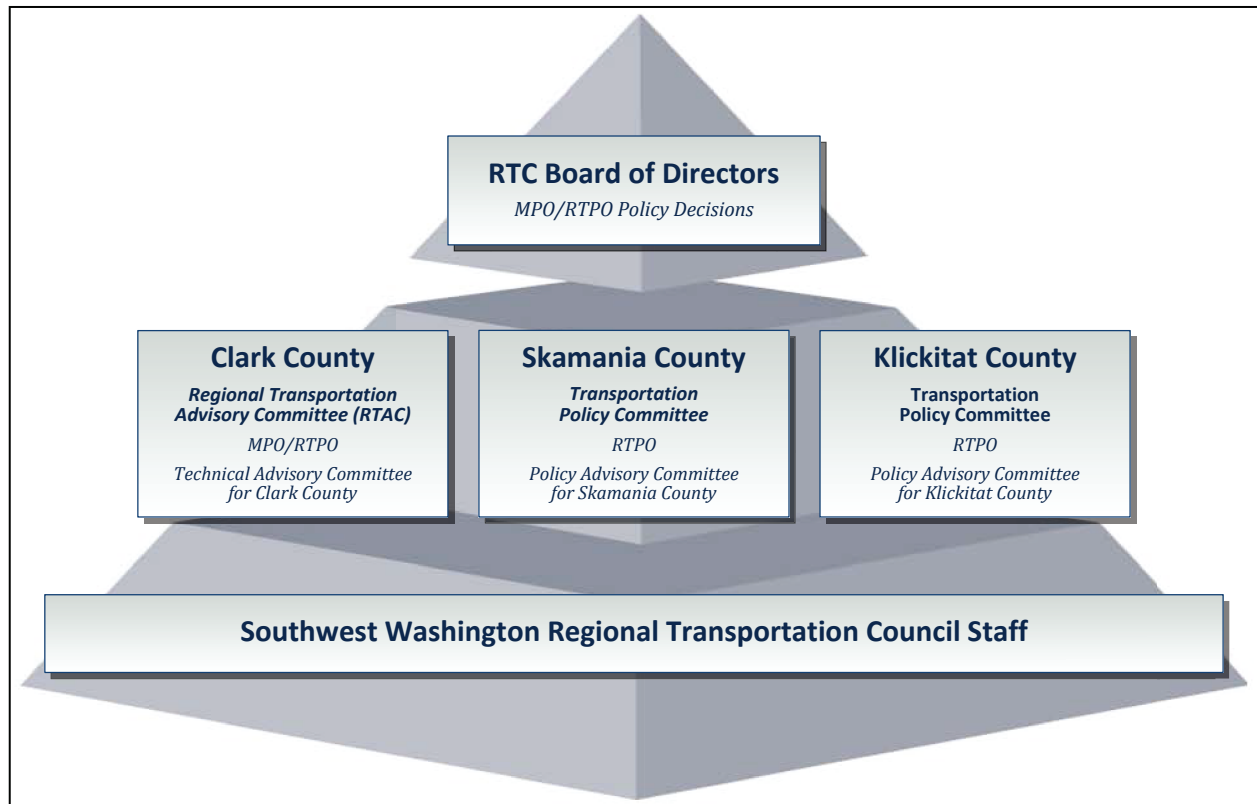 RTC Board of Directors
MPO/RTPO Policy Decisions
Clark County
Regional Transportation
Advisory Committee (RTAC)
MPO/RTPO
Technical Advisory Committee
for Clark County
Skamania County
Transportation
Policy Committee
RTPO
Policy Advisory Committee
for Skamania County
Klickitat County
Transportation
Policy Committee
RTPO
Policy Advisory Committee
for Klickitat County
Southwest Washington Regional Transportation Council Staff